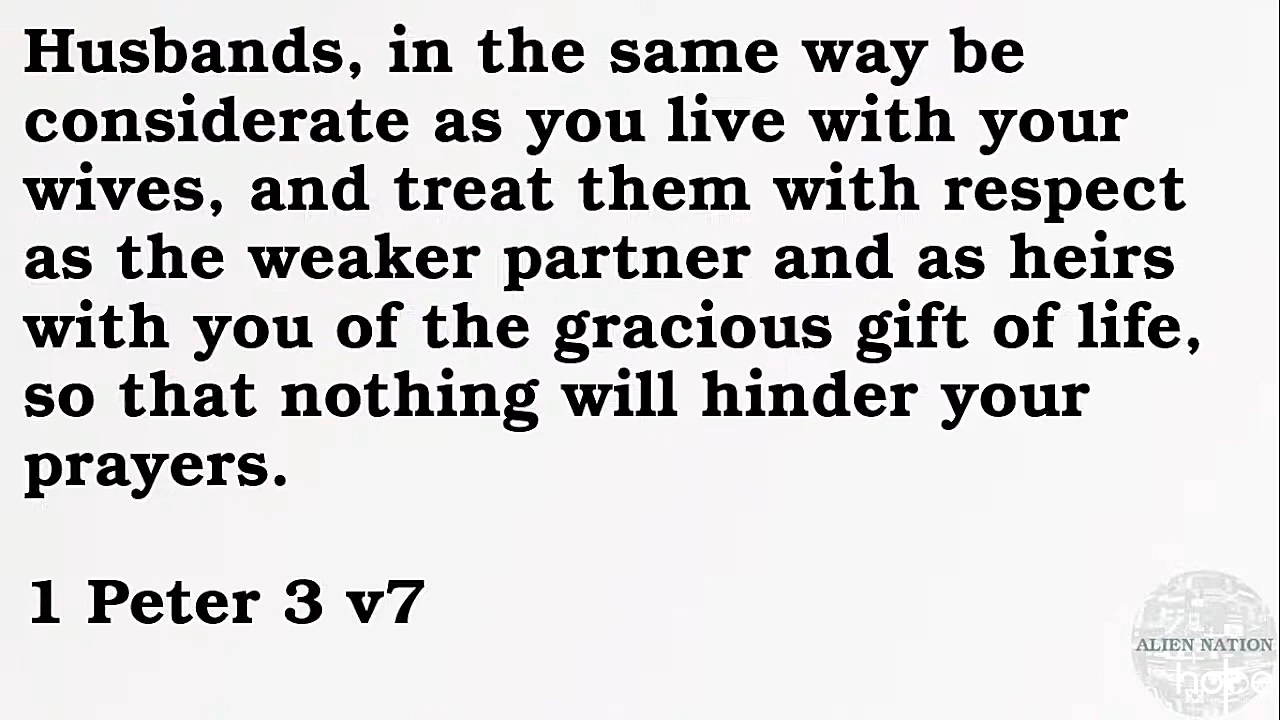 Husbands, in the same way be
considerate as you live with your
wives, and treat them with respect
as the weaker partner and as heirs
with you of the gracious gift of life,
so that nothing will hinder your
prayers.
1 Peter 3 v7
ALIEN NATION
hope